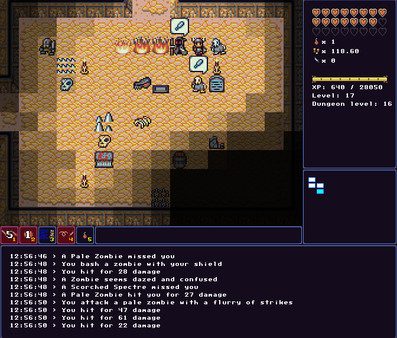 x 1
x 118.60
x 0
XP: 640 / 28050
Level: 17
Dungeon level: 16
12:56:46 > A Pale Zombie missed you
12:56:48 > You bash a zombie with your shield
12:56:48 > You hit for 28 damage
12:56:48 > A Zombie seems dazed and confused
12:56:48 > A Scorched Spectre missed you
12:56:48 > A Pale Zombie hit you for 27 damage
12:56:50 > You attack a pale zombie with a flurry of strikes
12:56:50 > You hit for 47 damage
12:56:50 > You hit for 61 damage
12:56:50 > You hit for 22 damage